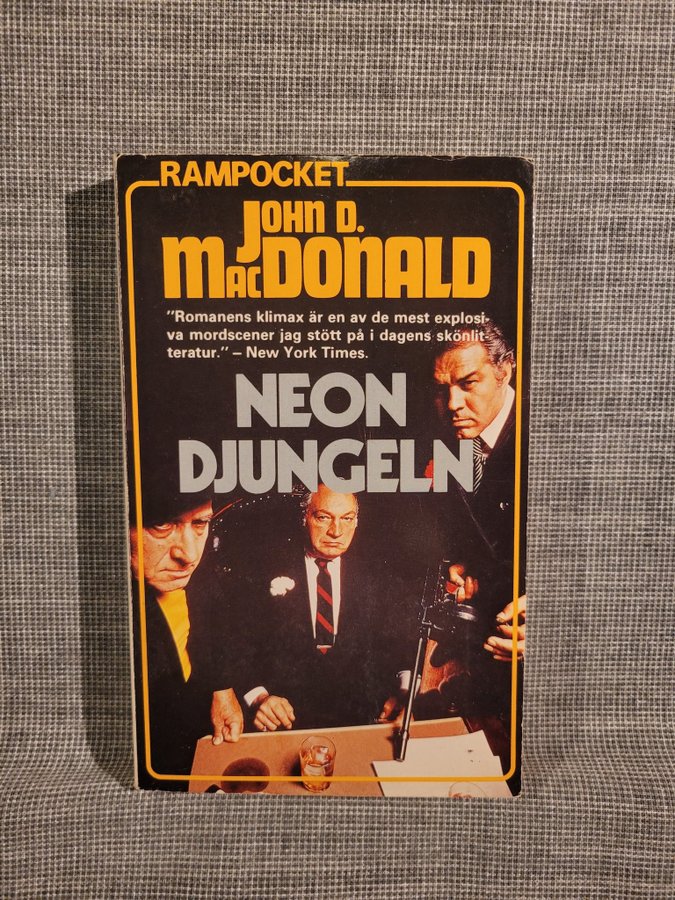 RAMPOCKET
JOHN D.
MACDONALD
"Romanens klimax är en av de mest explosi-
va mordscener jag stött på i dagens skönlit-
teratur." – New York Times.
NEON
DJUNGELN